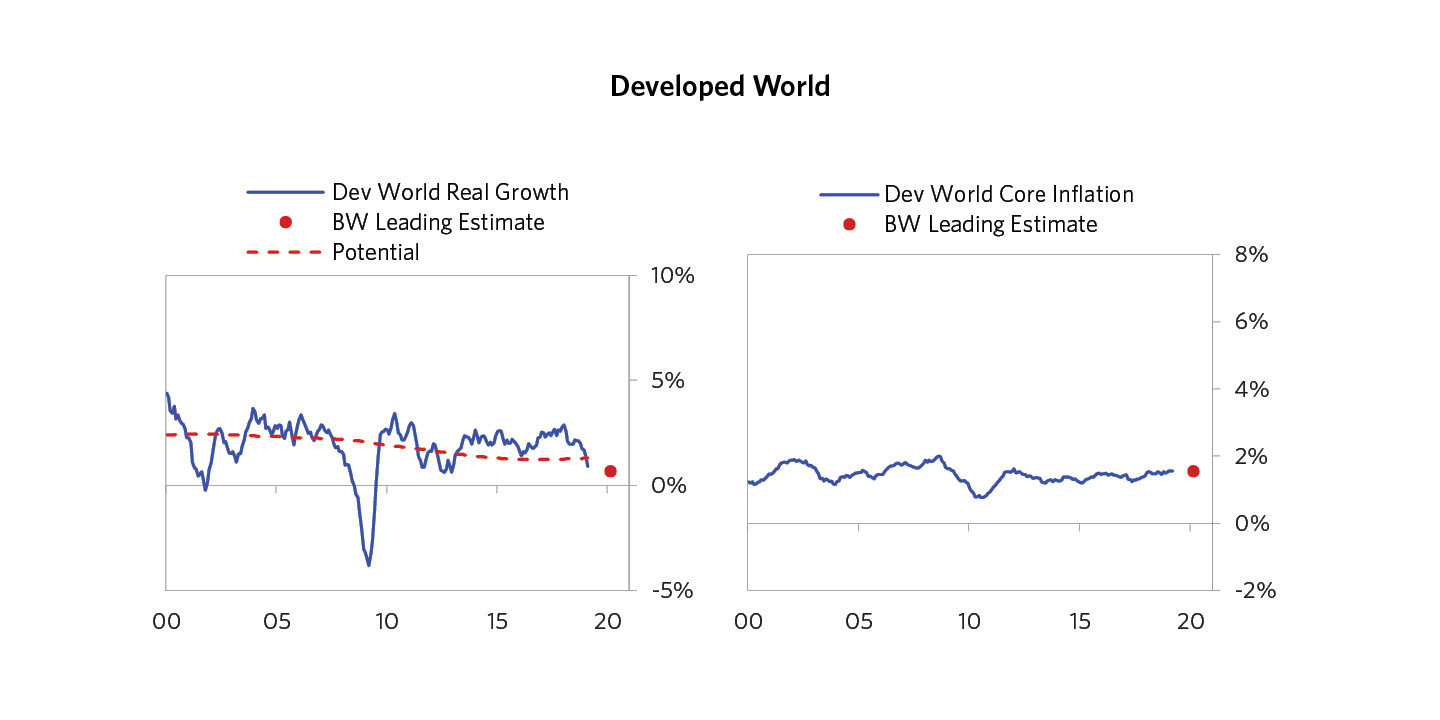 Developed World
Dev World Real Growth
BW Leading Estimate
Potential
10%
5%
0%
-5%
00 05 10 15 20
Dev World Core Inflation
BW Leading Estimate
8%
6%
4%
2%
0%
-2%
00 05 10 15 20